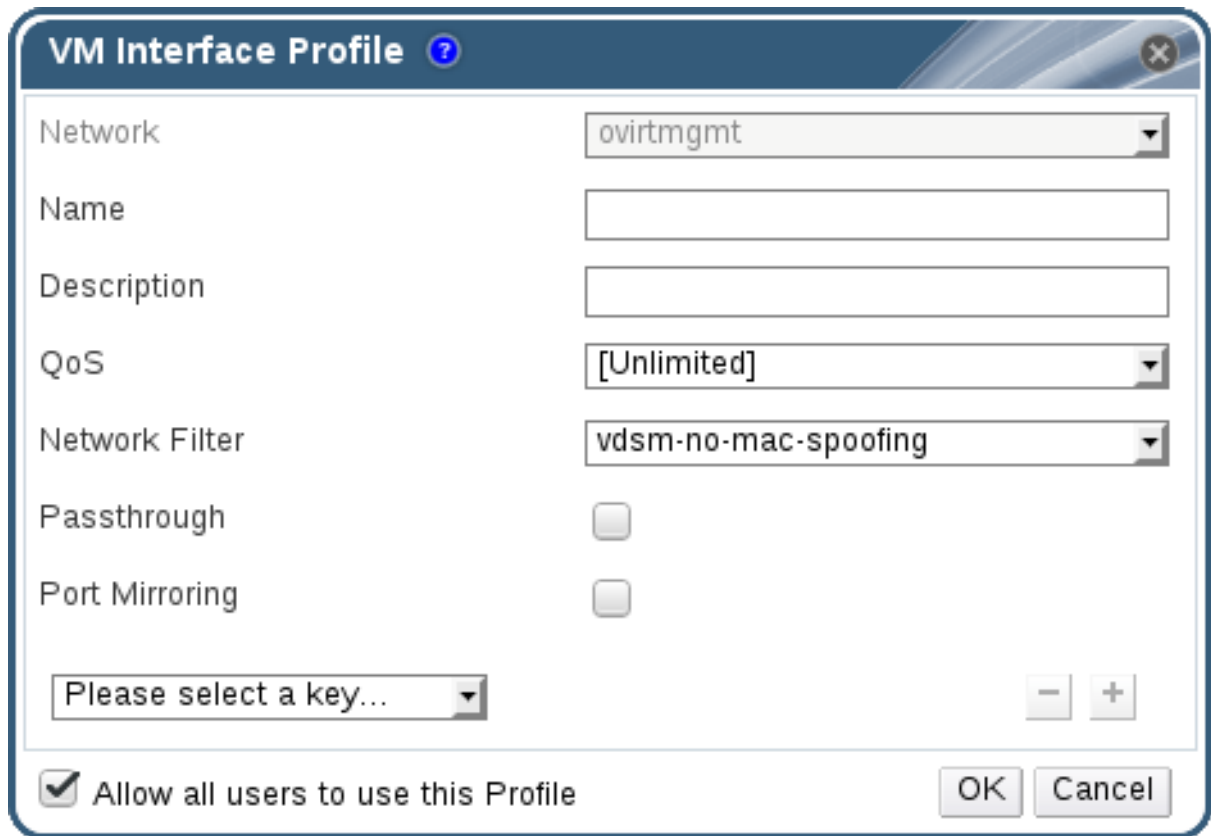 VM Interface Profile ?
Network ovirtmgmt
Name
Description
QoS [Unlimited]
Network Filter vdsm-no-mac-spoofing
Passthrough
Port Mirroring
Please select a key... − +
Allow all users to use this Profile OK Cancel